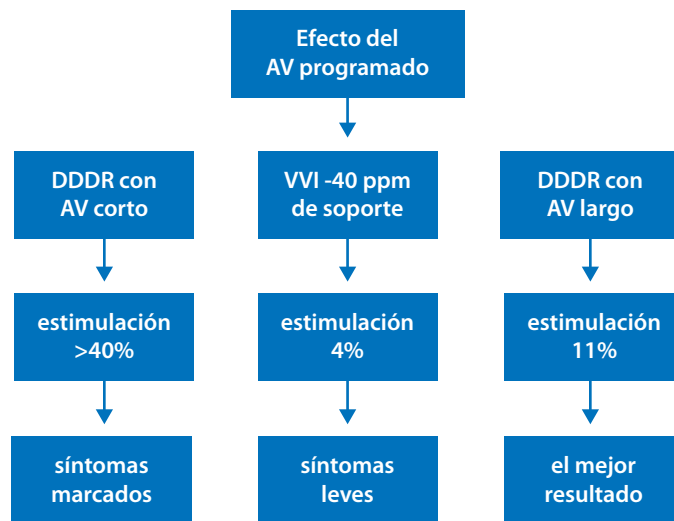 Efecto del
AV programado
DDDR con
AV corto
VVI -40 ppm
de soporte
DDDR con
AV largo
estimulación
>40%
estimulación
4%
estimulación
11%
síntomas
marcados
síntomas
leves
el mejor
resultado